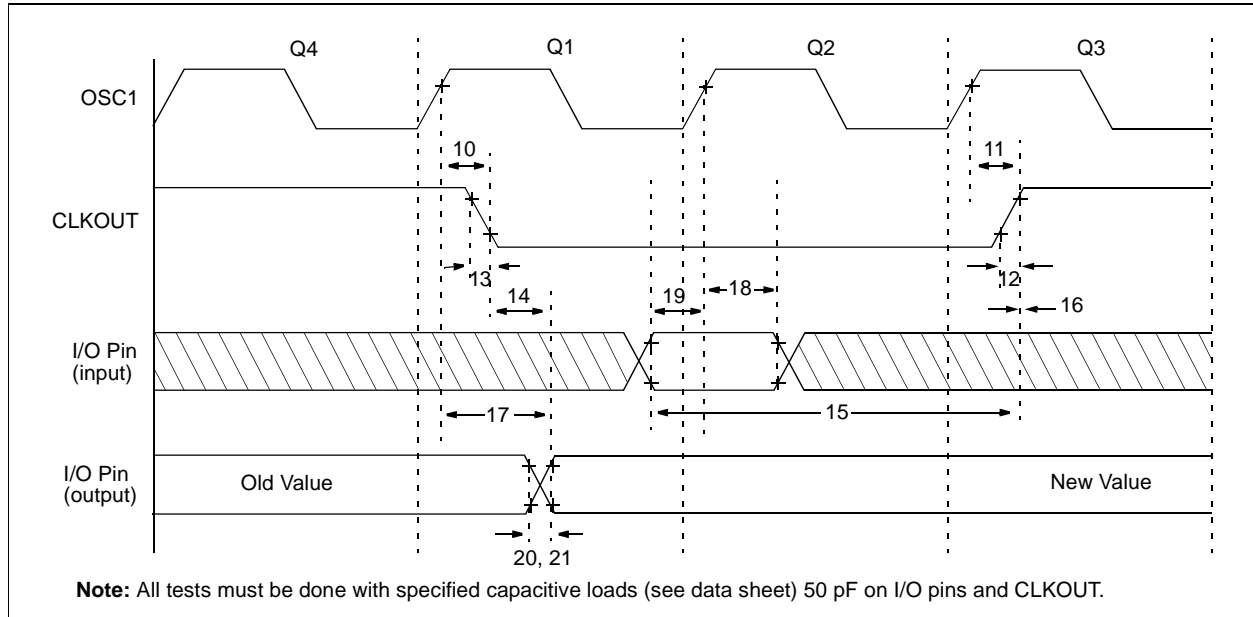 Q4 Q1 Q2 Q3
OSC1
10 11
CLKOUT
13 12
14 19 18 16
I/O Pin
(input)
17 15
I/O Pin
(output)
Old Value New Value
20, 21
Note: All tests must be done with specified capacitive loads (see data sheet) 50 pF on I/O pins and CLKOUT.